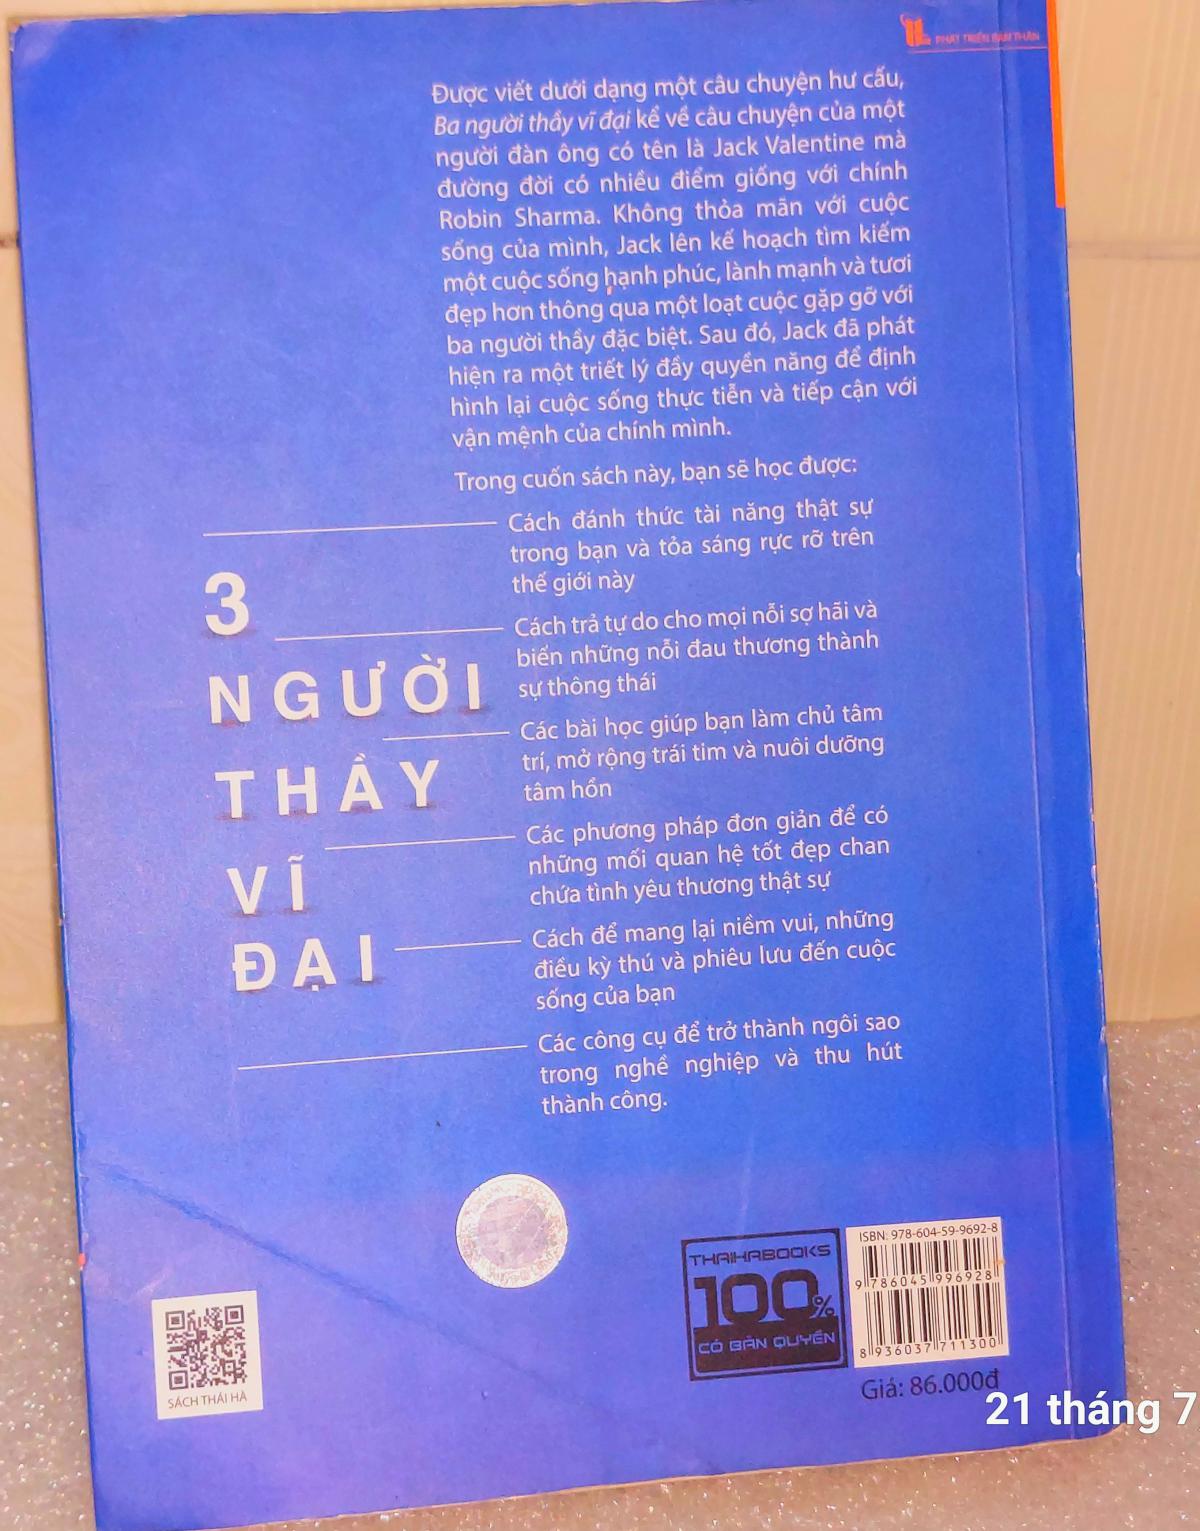 PHÁT TRIỂN BẢN THÂN
Được viết dưới dạng một câu chuyện hư cấu,
Ba người thầy vĩ đại kể về câu chuyện của một
người đàn ông có tên là Jack Valentine mà
đường đời có nhiều điểm giống với chính
Robin Sharma. Không thỏa mãn với cuộc
sống của mình, Jack lên kế hoạch tìm kiếm
một cuộc sống hạnh phúc, lành mạnh và tươi
đẹp hơn thông qua một loạt cuộc gặp gỡ với
ba người thầy đặc biệt. Sau đó, Jack đã phát
hiện ra một triết lý đầy quyền năng để định
hình lại cuộc sống thực tiễn và tiếp cận với
vận mệnh của chính mình.
Trong cuốn sách này, bạn sẽ học được:
Cách đánh thức tài năng thật sự
trong bạn và tỏa sáng rực rỡ trên
thế giới này
Cách trả tự do cho mọi nỗi sợ hãi và
biến những nỗi đau thương thành
sự thông thái
Các bài học giúp bạn làm chủ tâm
trí, mở rộng trái tim và nuôi dưỡng
tâm hồn
Các phương pháp đơn giản để có
những mối quan hệ tốt đẹp chan
chứa tình yêu thương thật sự
Cách để mang lại niềm vui, những
điều kỳ thú và phiêu lưu đến cuộc
sống của bạn
Các công cụ để trở thành ngôi sao
trong nghề nghiệp và thu hút
thành công.
3
NGƯỜI
THẦY
VĨ
ĐẠI
SÁCH THÁI HÀ
THAIHABOOKS
100%
CÓ BẢN QUYỀN
ISBN: 978-604-59-9692-8
9 786045 996928
8 936037 711300
Giá: 86.000đ
21 tháng 7